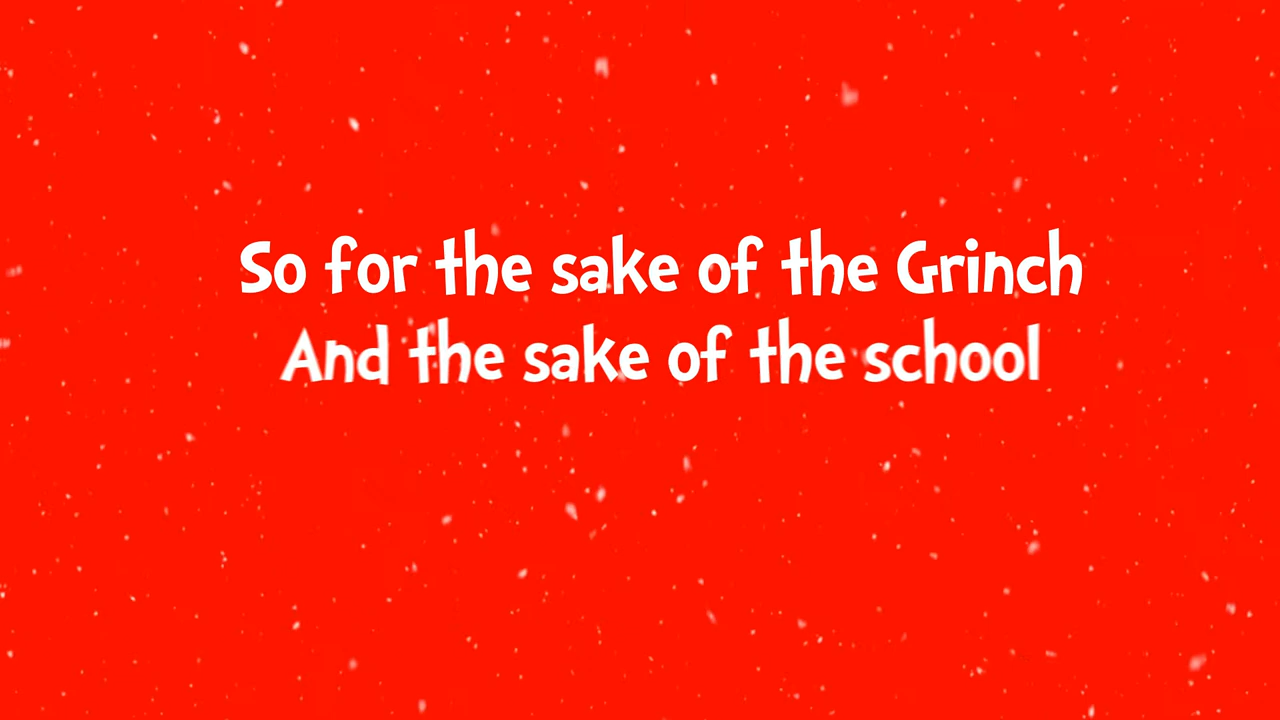 So for the sake of the Grinch
And the sake of the school